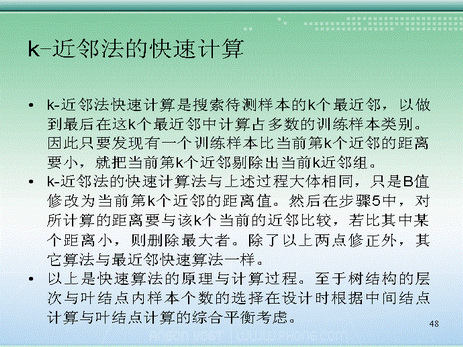 k-近邻法的快速计算
• k-近邻法快速计算是搜索待测样本的k个最近邻，以做
到最后在这k个最近邻中计算占多数的训练样本类别。
因此只要发现有一个训练样本比当前第k个近邻的距离
要小，就把当前第k个近邻剔除出当前k近邻组。
• k-近邻法的快速计算法与上述过程大体相同，只是B值
修改为当前第k个近邻的距离值。然后在步骤5中，对
所计算的距离要与该k个当前的近邻比较，若比其中某
个距离小，则删除最大者。除了以上两点修正外，其
它算法与最近邻快速算法一样。
• 以上是快速算法的原理与计算过程。至于树结构的层
次与叶结点内样本个数的选择在设计时根据中间结点
计算与叶结点计算的综合平衡考虑。
48